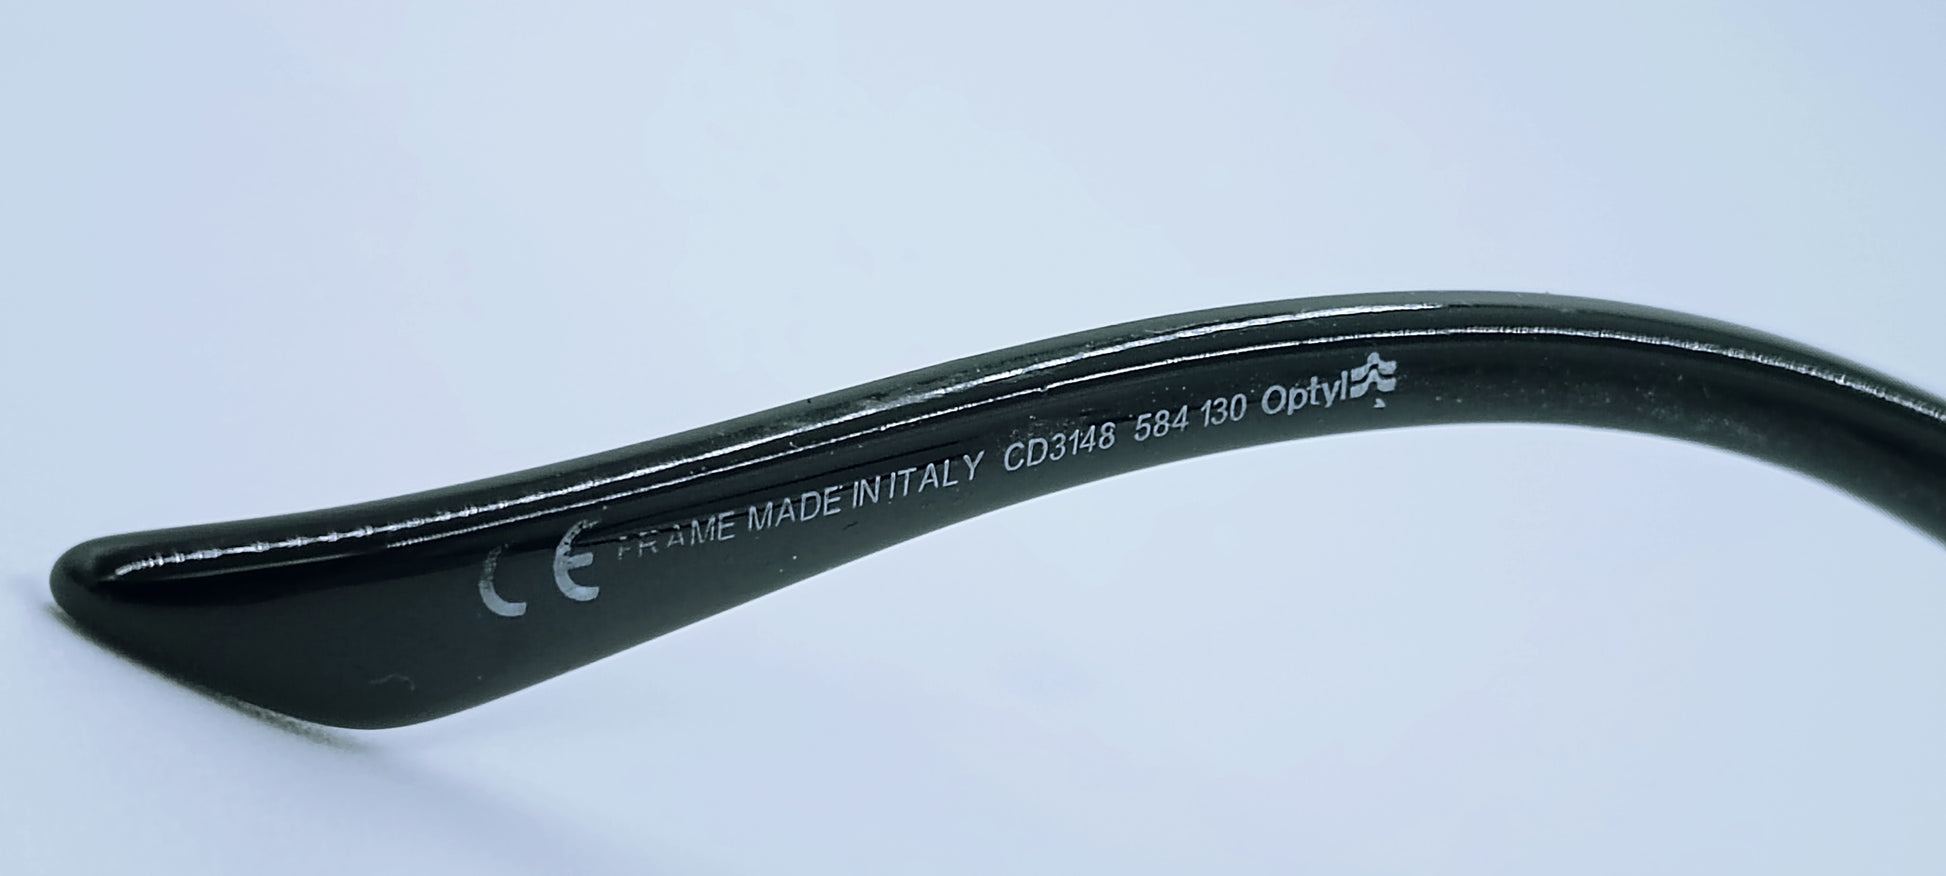 CE FRAME MADE IN ITALY CD3148 584 130 Optyl